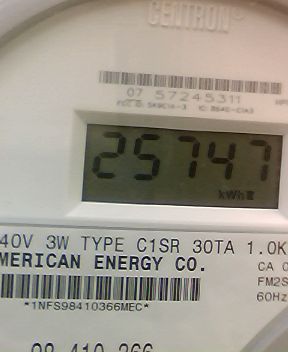 CENTRON®
07 57245311
25747
kWh
40V 3W TYPE C1SR 30TA 1.0K
MERICAN ENERGY CO.
CA 0
FM2S
60Hz
*1NFS98410366MEC*
98 410 366